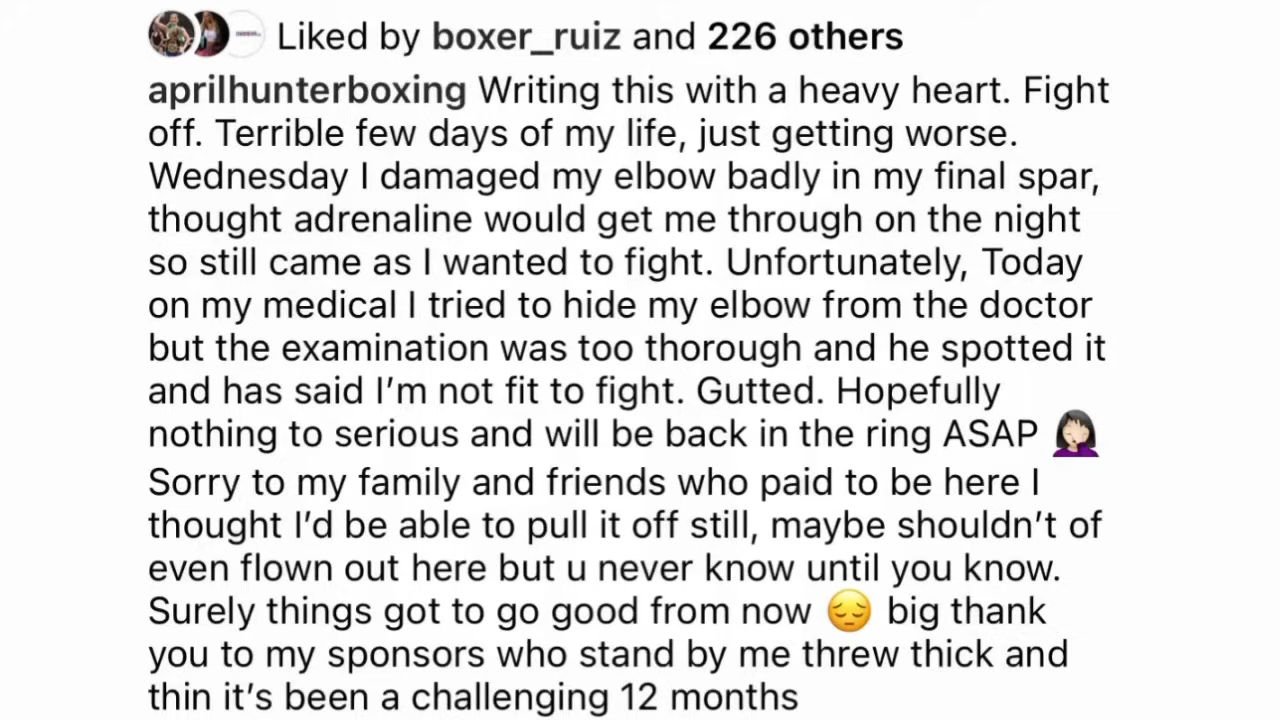 Liked by boxer_ruiz and 226 others
aprilhunterboxing Writing this with a heavy heart. Fight
off. Terrible few days of my life, just getting worse.
Wednesday I damaged my elbow badly in my final spar,
thought adrenaline would get me through on the night
so still came as I wanted to fight. Unfortunately, Today
on my medical I tried to hide my elbow from the doctor
but the examination was too thorough and he spotted it
and has said I’m not fit to fight. Gutted. Hopefully
nothing to serious and will be back in the ring ASAP 🤦🏻‍♀️
Sorry to my family and friends who paid to be here I
thought I’d be able to pull it off still, maybe shouldn’t of
even flown out here but u never know until you know.
Surely things got to go good from now 😔 big thank
you to my sponsors who stand by me threw thick and
thin it’s been a challenging 12 months